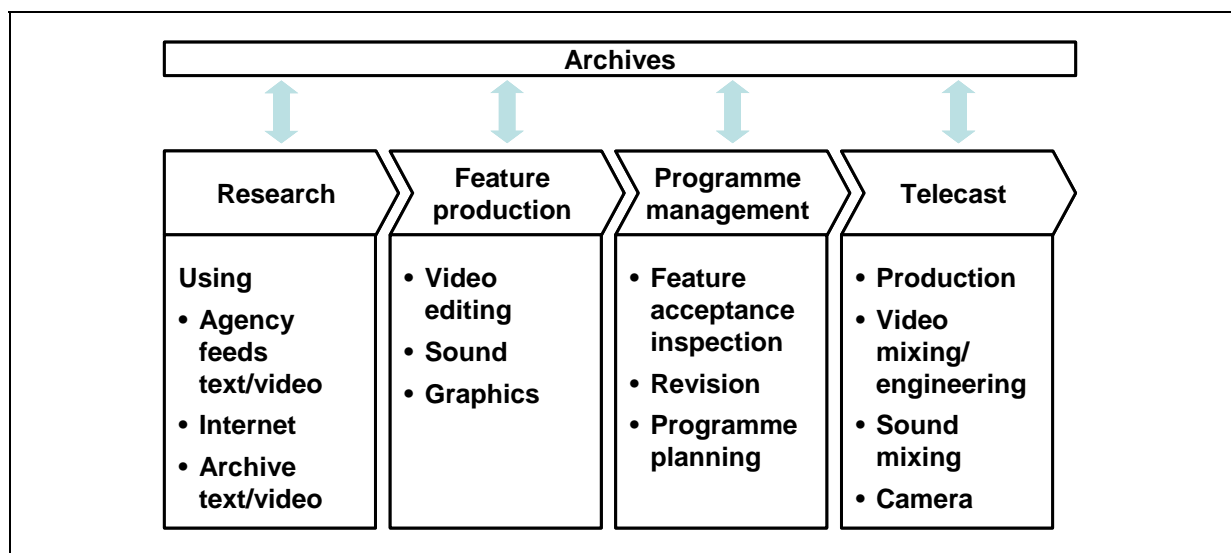 Archives
Research
Using
• Agency
feeds
text/video
• Internet
• Archive
text/video
Feature
production
• Video
editing
• Sound
• Graphics
Programme
management
• Feature
acceptance
inspection
• Revision
• Programme
planning
Telecast
• Production
• Video
mixing/
engineering
• Sound
mixing
• Camera